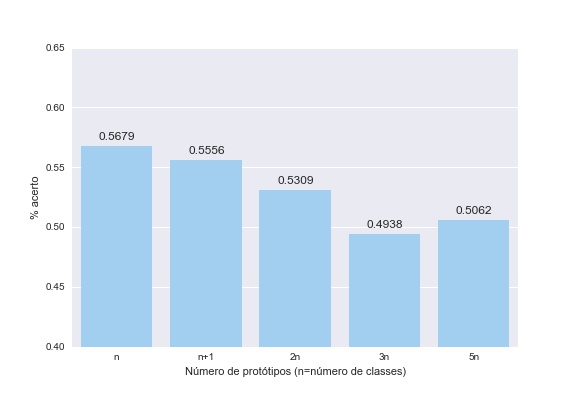 0.65
0.60
0.55
0.50
0.45
0.40
% acerto
0.5679
0.5556
0.5309
0.4938
0.5062
n
n+1
2n
3n
5n
Número de protótipos (n=número de classes)